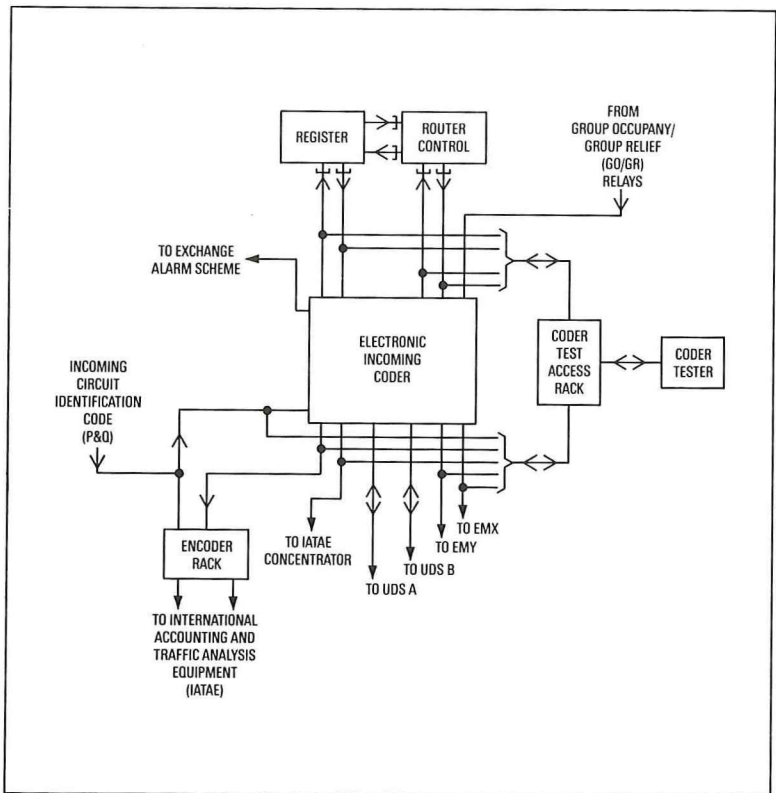 REGISTER
ROUTER
CONTROL
FROM
GROUP OCCUPANY/
GROUP RELIEF
(GO/GR)
RELAYS
TO EXCHANGE
ALARM SCHEME
ELECTRONIC
INCOMING
CODER
CODER
TEST
ACCESS
RACK
CODER
TESTER
INCOMING
CIRCUIT
IDENTIFICATION
CODE
(P&Q)
ENCODER
RACK
TO IATAE
CONCENTRATOR
TO UDS A
TO UDS B
TO EMY
TO EMX
TO INTERNATIONAL
ACCOUNTING AND
TRAFFIC ANALYSIS
EQUIPMENT
(IATAE)